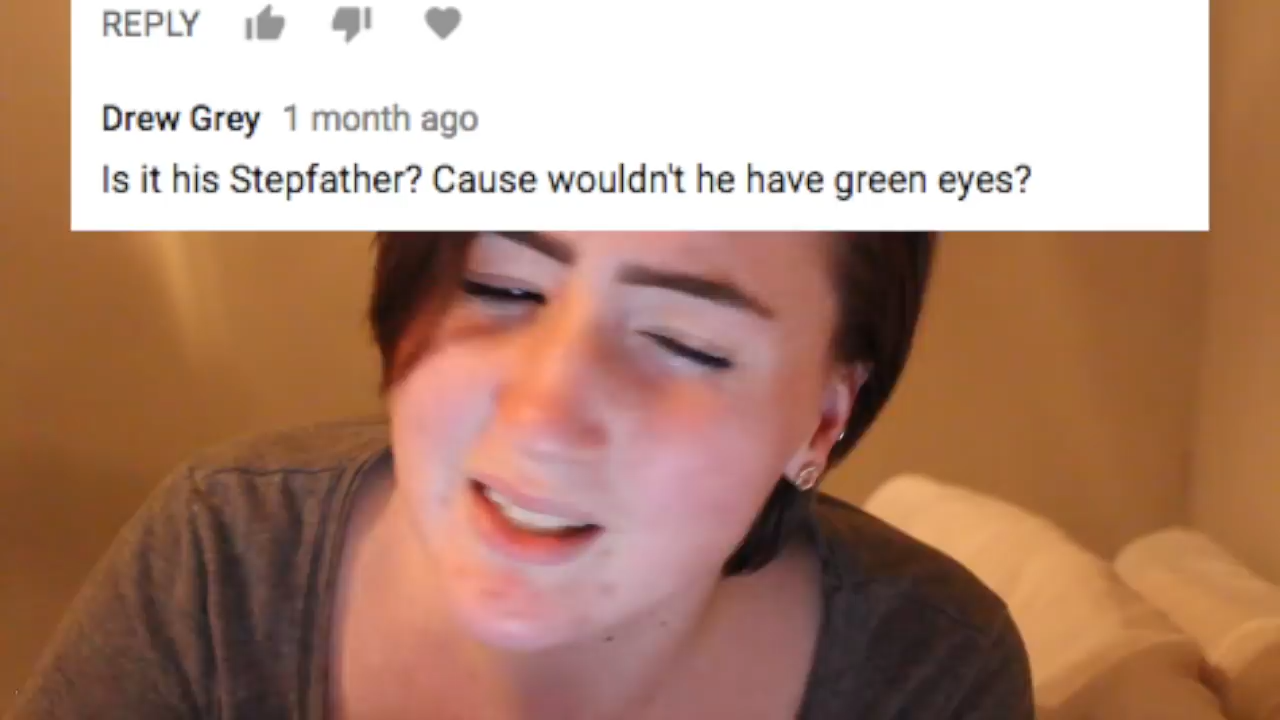 REPLY
Drew Grey 1 month ago
Is it his Stepfather? Cause wouldn't he have green eyes?